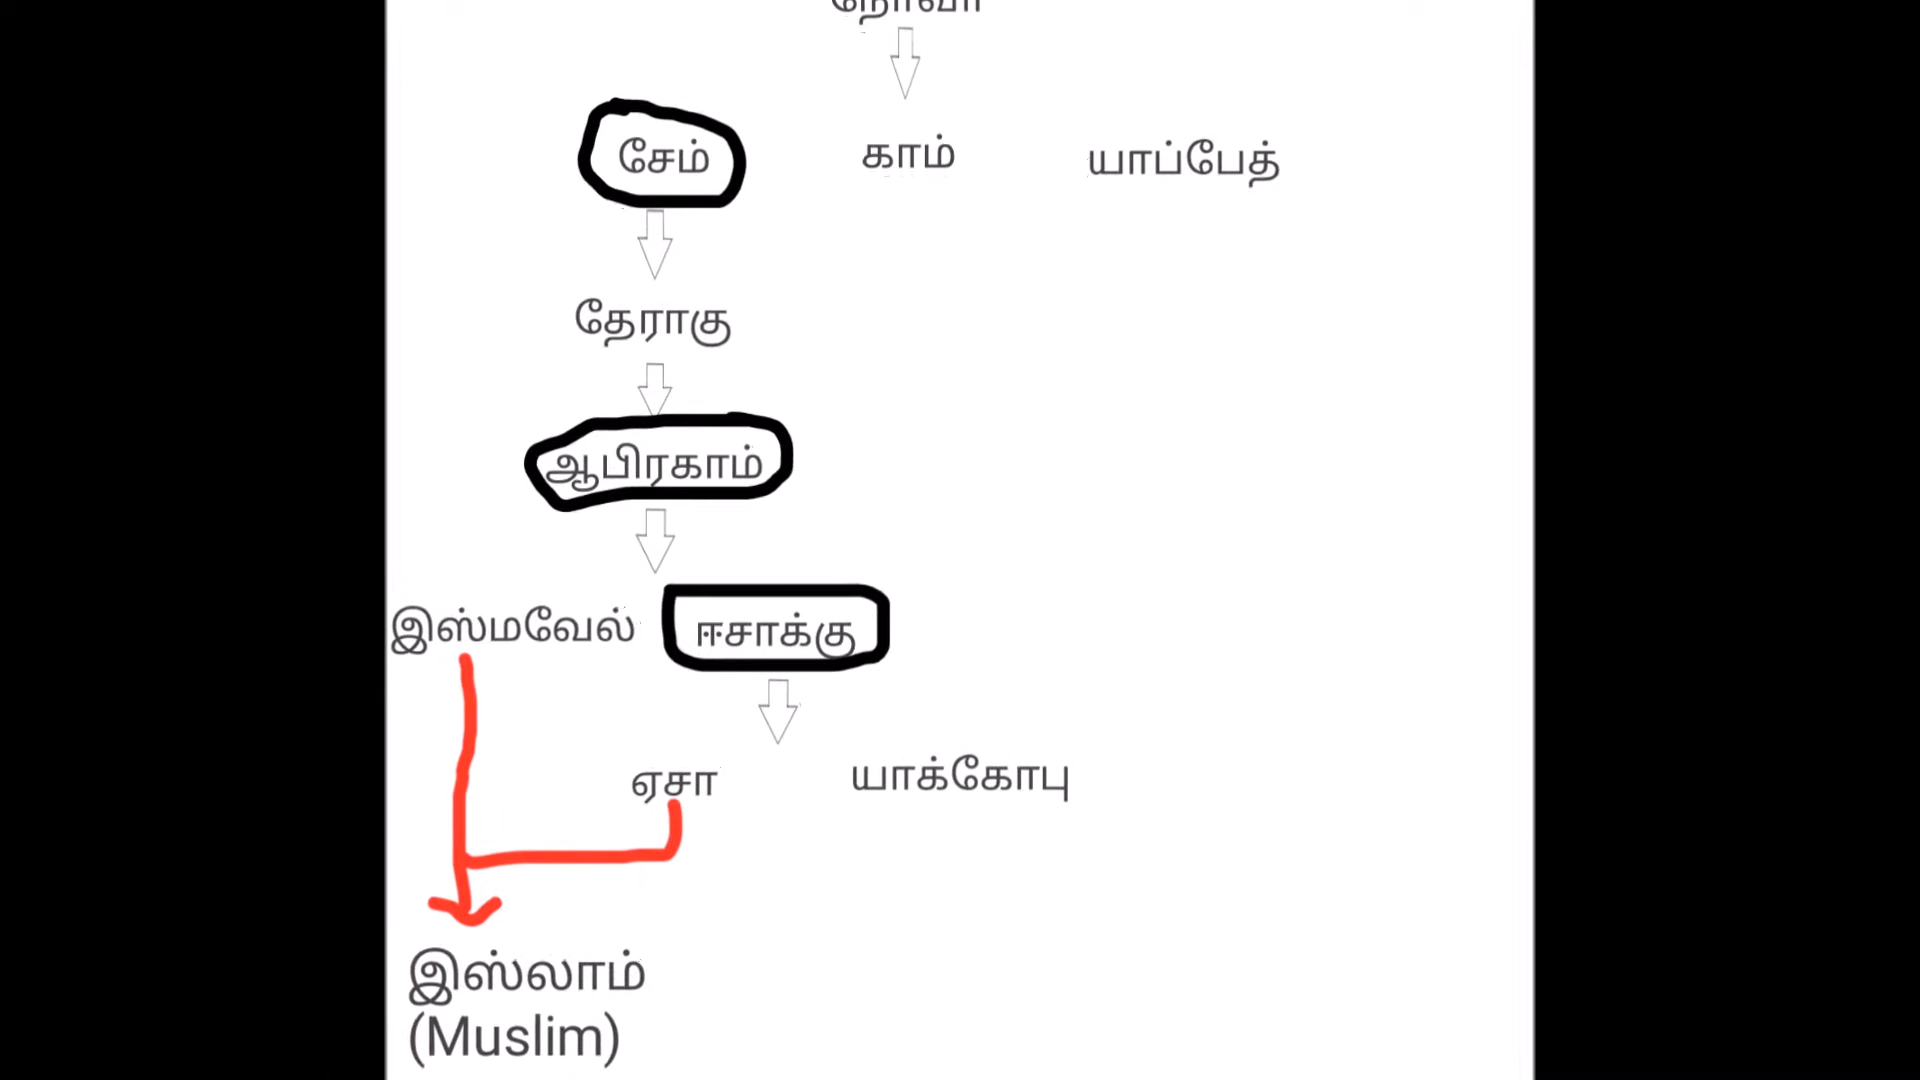 நோவா
சேம் காம் யாப்பேத்
தேராகு
ஆபிரகாம்
இஸ்மவேல் ஈசாக்கு
ஏசா யாக்கோபு
இஸ்லாம்
(Muslim)